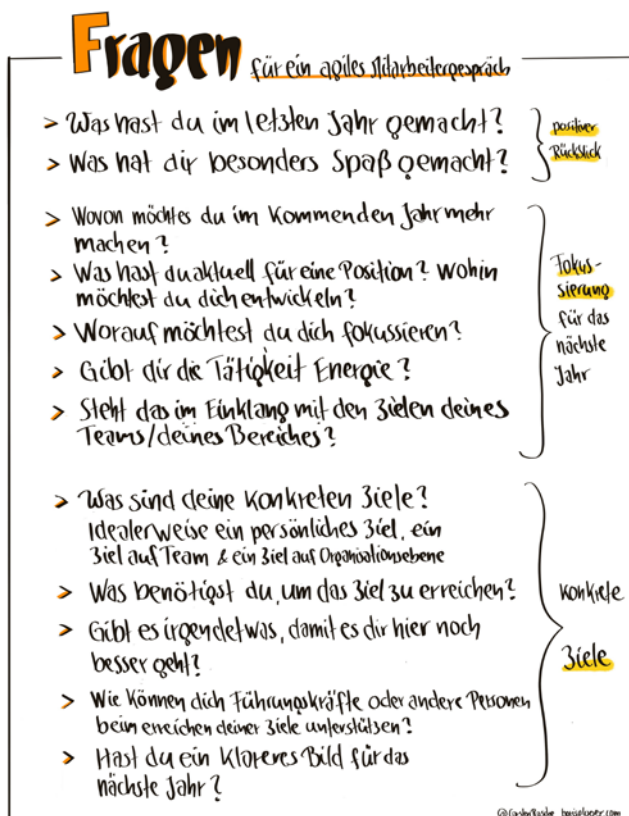 Fragen für ein agiles Mitarbeitergespräch
> Was hast du im letzten Jahr gemacht?
> Was hat dir besonders Spaß gemacht?
positiver
Rückblick
> Wovon möchtes du im kommenden Jahr mehr
machen?
> Was hast du aktuell für eine Position? Wohin
möchtest du dich entwickeln?
> Worauf möchtest du dich fokussieren?
> Gibt dir die Tätigkeit Energie?
> Steht das im Einklang mit den Zielen deines
Teams/deines Bereiches?
Fokus-
sierung
für das
nächste
Jahr
> Was sind deine konkreten Ziele?
Idealerweise ein persönliches Ziel, ein
Ziel auf Team & ein Ziel auf Organisationsebene
> Was benötigst du, um das Ziel zu erreichen?
> Gibt es irgendetwas, damit es dir hier noch
besser geht?
> Wie können dich Führungskräfte oder andere Personen
beim erreichen deiner Ziele unterstützen?
> Hast du ein klareres Bild für das
nächste Jahr?
konkrete
Ziele